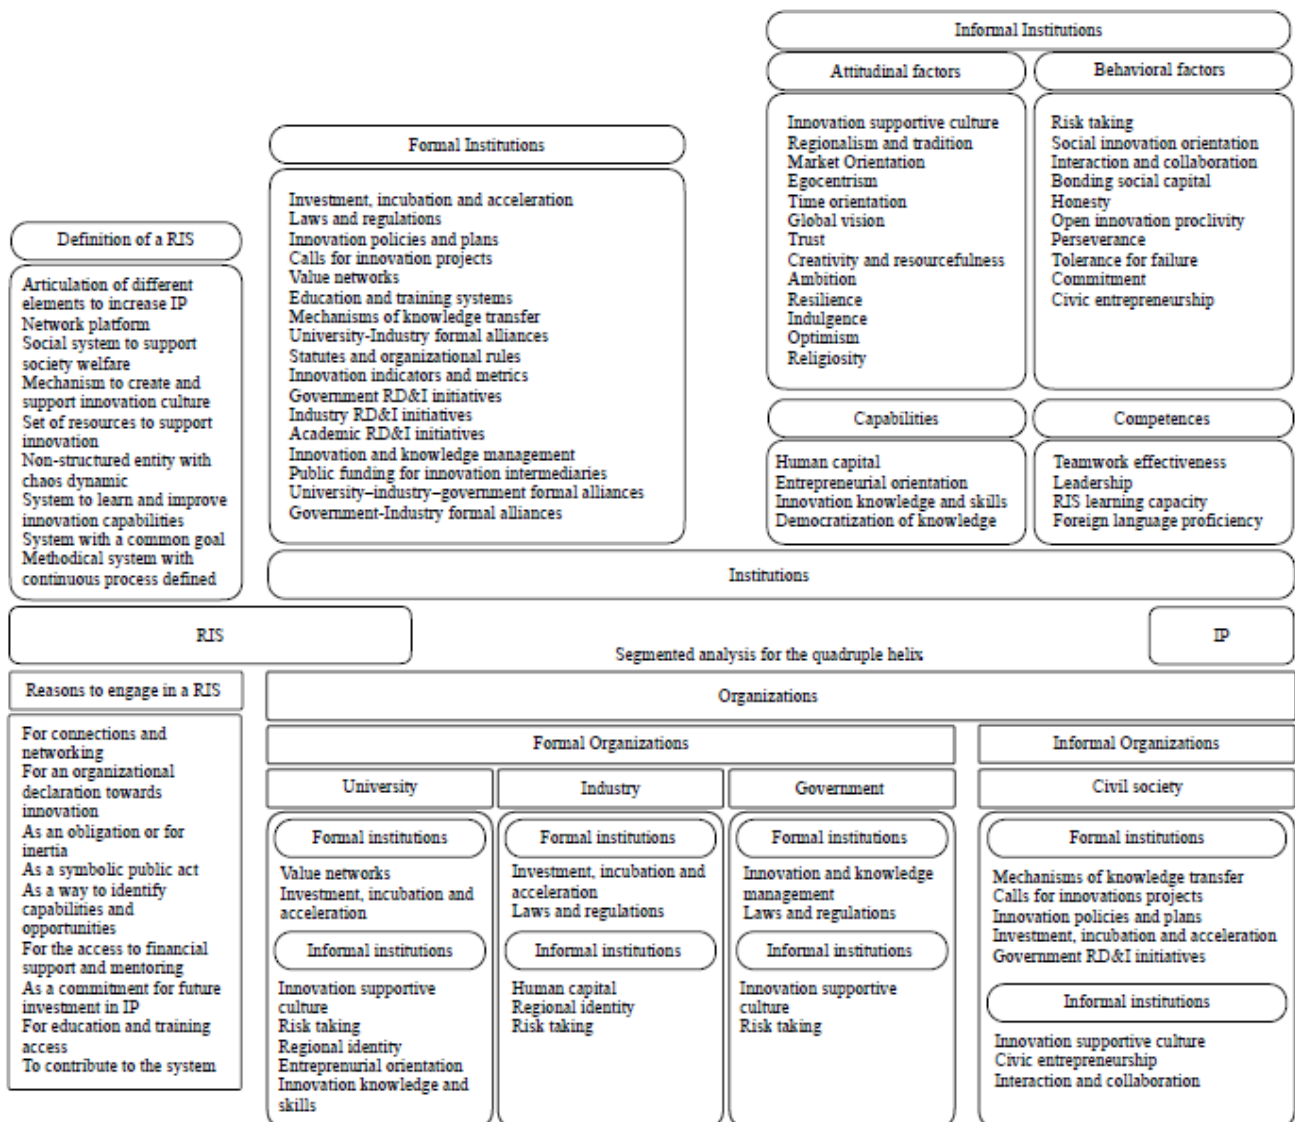 Informal Institutions
Attitudinal factors
Behavioral factors
Innovation supportive culture
Regionalism and tradition
Market Orientation
Egocentrism
Time orientation
Global vision
Trust
Creativity and resourcefulness
Ambition
Resilience
Indulgence
Optimism
Religiosity
Risk taking
Social innovation orientation
Interaction and collaboration
Bonding social capital
Honesty
Open innovation proclivity
Perseverance
Tolerance for failure
Commitment
Civic entrepreneurship
Capabilities
Human capital
Entrepreneurial orientation
Innovation knowledge and skills
Democratization of knowledge
Competences
Teamwork effectiveness
Leadership
RIS learning capacity
Foreign language proficiency
Formal Institutions
Investment, incubation and acceleration
Laws and regulations
Innovation policies and plans
Calls for innovation projects
Value networks
Education and training systems
Mechanisms of knowledge transfer
University-Industry formal alliances
Statutes and organizational rules
Innovation indicators and metrics
Government RD&I initiatives
Industry RD&I initiatives
Academic RD&I initiatives
Innovation and knowledge management
Public funding for innovation intermediaries
University–industry–government formal alliances
Government-Industry formal alliances
Definition of a RIS
Articulation of different
elements to increase IP
Network platform
Social system to support
society welfare
Mechanism to create and
support innovation culture
Set of resources to support
innovation
Non-structured entity with
chaos dynamic
System to learn and improve
innovation capabilities
System with a common goal
Methodical system with
continuous process defined
Institutions
RIS
Segmented analysis for the quadruple helix
IP
Reasons to engage in a RIS
For connections and
networking
For an organizational
declaration towards
innovation
As an obligation or for
inertia
As a symbolic public act
As a way to identify
capabilities and
opportunities
For the access to financial
support and mentoring
As a commitment for future
investment in IP
For education and training
access
To contribute to the system
Organizations
Formal Organizations
Informal Organizations
University
Industry
Government
Civil society
Formal institutions
Value networks
Investment, incubation and
acceleration
Informal institutions
Innovation supportive
culture
Risk taking
Regional identity
Entreprenurial orientation
Innovation knowledge and
skills
Formal institutions
Investment, incubation and
acceleration
Laws and regulations
Informal institutions
Human capital
Regional identity
Risk taking
Formal institutions
Innovation and knowledge
management
Laws and regulations
Informal institutions
Innovation supportive
culture
Risk taking
Formal institutions
Mechanisms of knowledge transfer
Calls for innovations projects
Innovation policies and plans
Investment, incubation and acceleration
Government RD&I initiatives
Informal institutions
Innovation supportive culture
Civic entrepreneurship
Interaction and collaboration